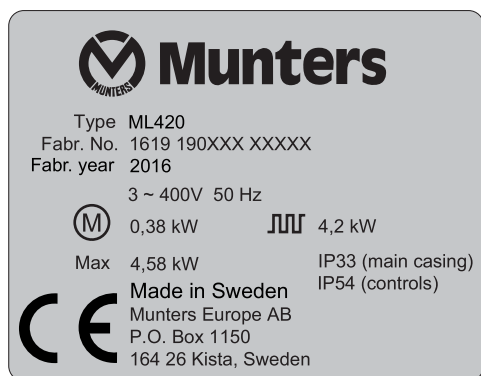 MUNTERS
Munters
Type ML420
Fabr. No. 1619 190XXX XXXXX
Fabr. year 2016
3 ~ 400V 50 Hz
M 0,38 kW 4,2 kW
Max 4,58 kW IP33 (main casing)
IP54 (controls)
Made in Sweden
CE Munters Europe AB
P.O. Box 1150
164 26 Kista, Sweden